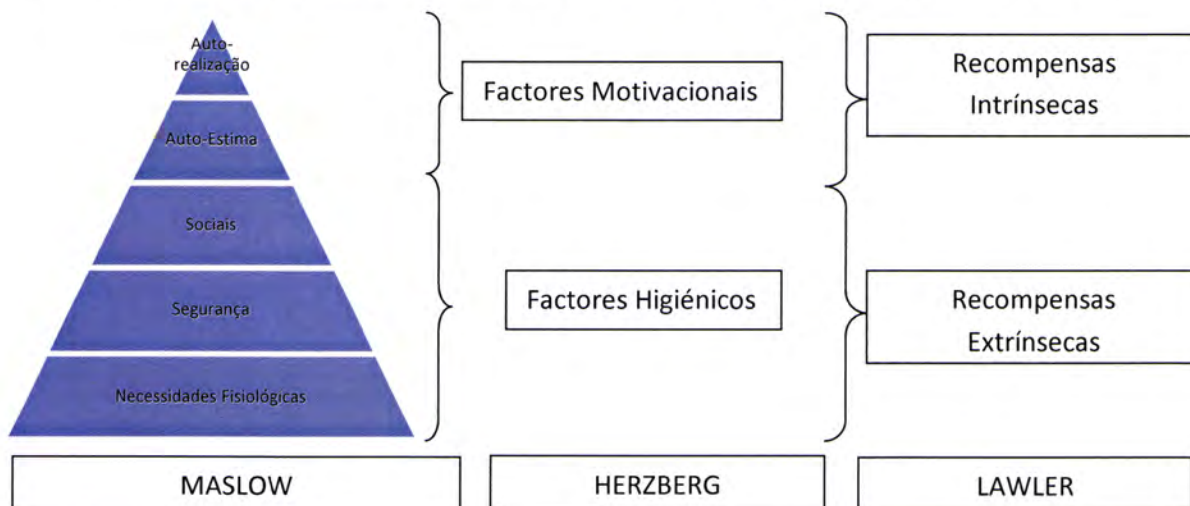 Auto-
realização
Auto-Estima
Sociais
Segurança
Necessidades Fisiológicas
Factores Motivacionais
Factores Higiénicos
Recompensas
Intrínsecas
Recompensas
Extrínsecas
MASLOW
HERZBERG
LAWLER